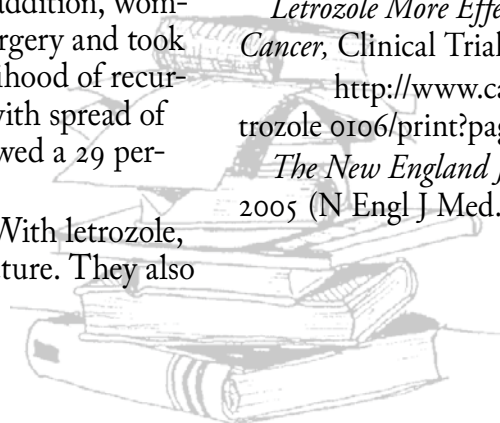 addition, wom-
rgery and took
ihood of recur-
with spread of
wed a 29 per-
With letrozole,
ture. They also
Letrozole More Effe
Cancer, Clinical Trial
http://www.ca
trozole 0106/print?pag
The New England J
2005 (N Engl J Med.